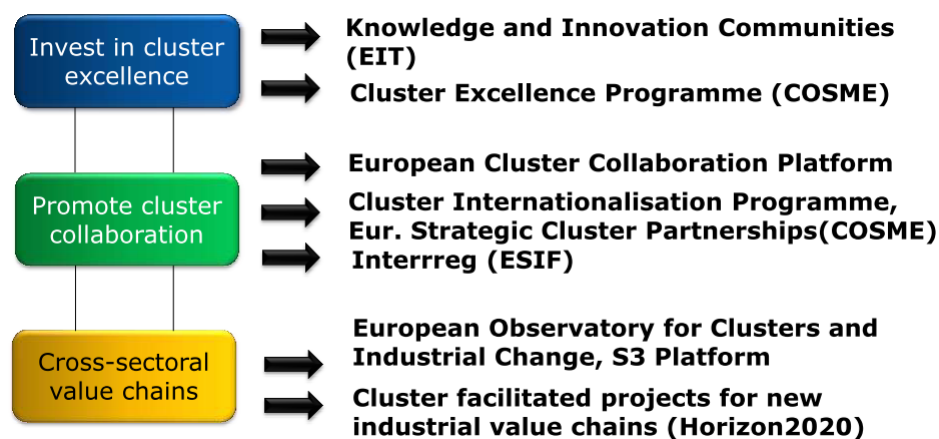 Invest in cluster
excellence
Knowledge and Innovation Communities
(EIT)
Cluster Excellence Programme (COSME)
Promote cluster
collaboration
European Cluster Collaboration Platform
Cluster Internationalisation Programme,
Eur. Strategic Cluster Partnerships(COSME)
Interrreg (ESIF)
Cross-sectoral
value chains
European Observatory for Clusters and
Industrial Change, S3 Platform
Cluster facilitated projects for new
industrial value chains (Horizon2020)